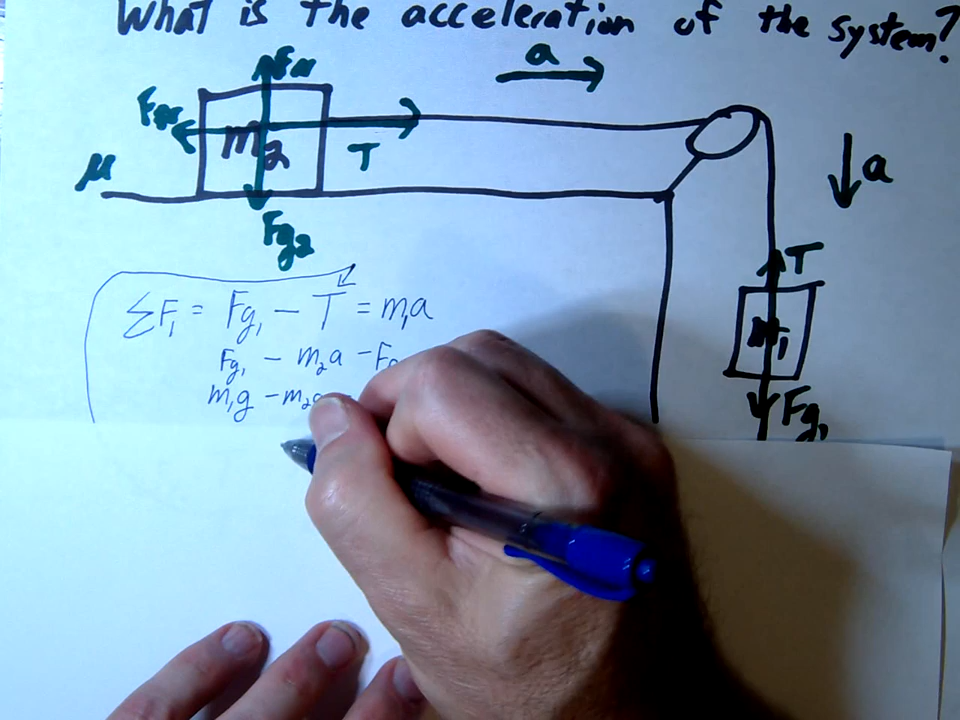 What is the acceleration of the system?
a
FN
Ffr
m2
T
μ
Fg2
a
T
m1
Fg1
ΣF1 = Fg1 − T = m1a
Fg1 − m2a − F
m1g − m2a